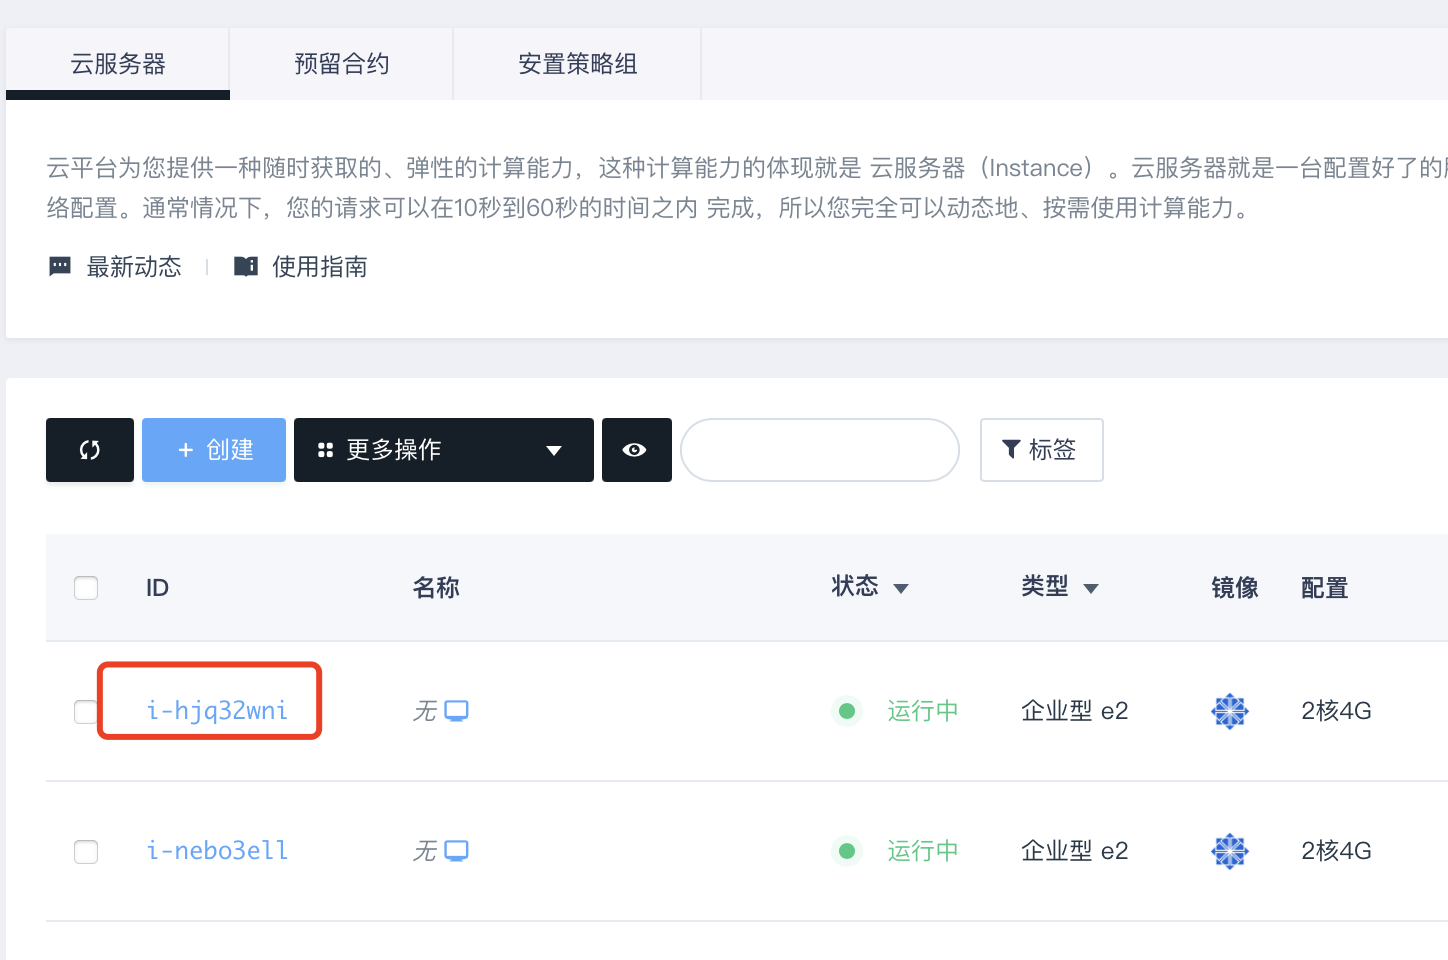 云服务器 预留合约 安置策略组
云平台为您提供一种随时获取的、弹性的计算能力，这种计算能力的体现就是 云服务器（Instance）。云服务器就是一台配置好了的
络配置。通常情况下，您的请求可以在10秒到60秒的时间之内 完成，所以您完全可以动态地、按需使用计算能力。
最新动态 使用指南
+ 创建 更多操作 标签
ID 名称 状态 类型 镜像 配置
i-hjq32wni 无 运行中 企业型 e2 2核4G
i-nebo3ell 无 运行中 企业型 e2 2核4G